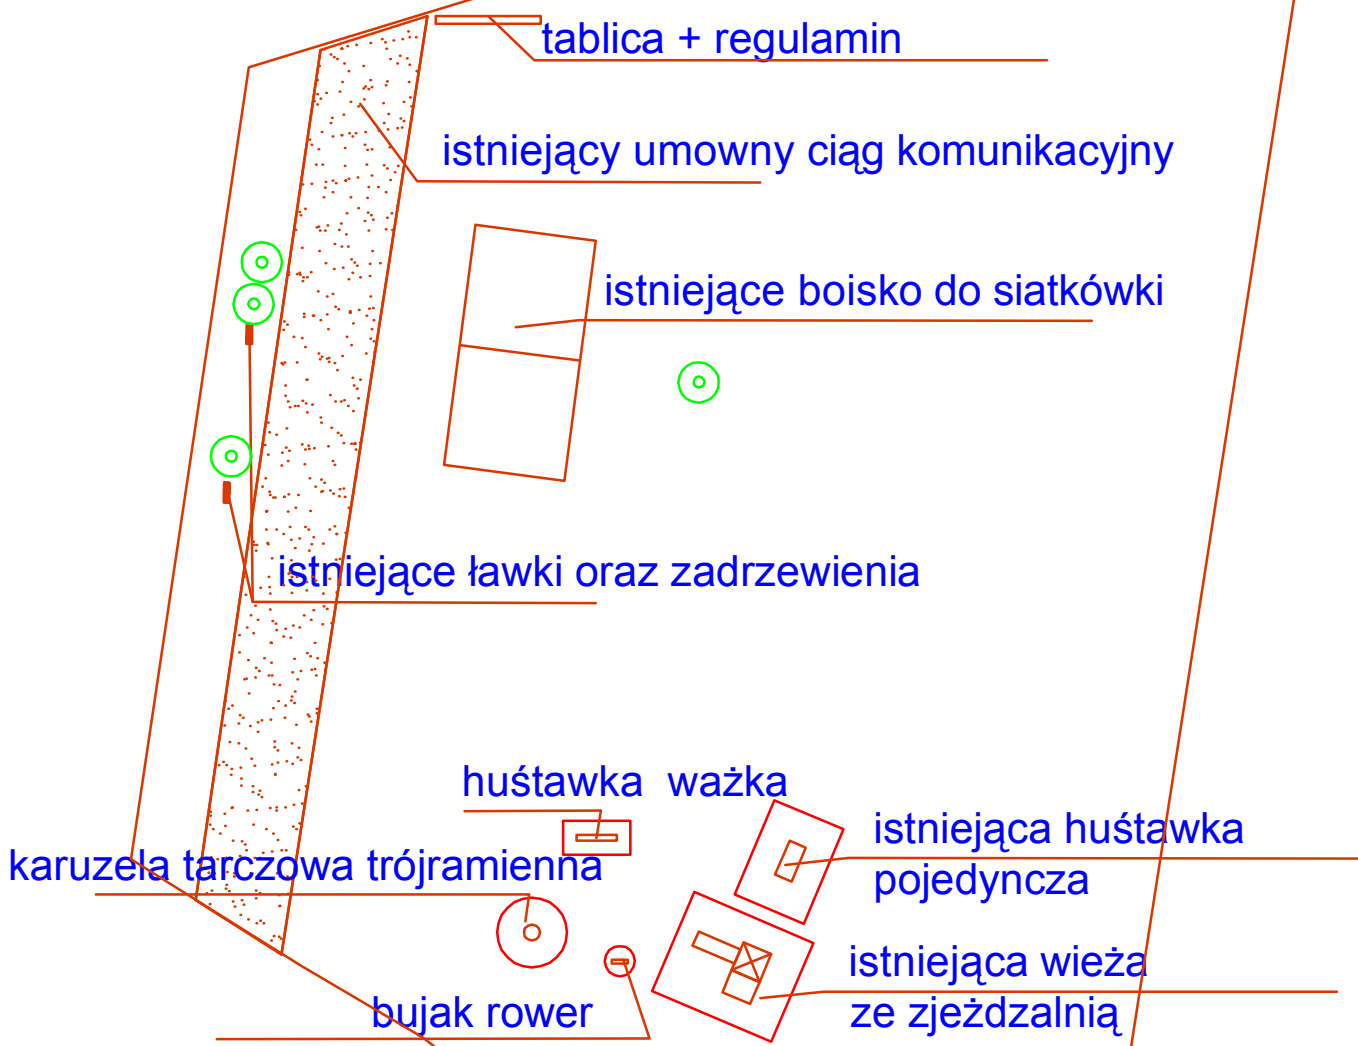 tablica + regulamin
istniejący umowny ciąg komunikacyjny
istniejące boisko do siatkówki
istniejące ławki oraz zadrzewienia
huśtawka ważka
istniejąca huśtawka
pojedyncza
karuzela tarczowa trójramienna
istniejąca wieża
ze zjeżdzalnią
bujak rower